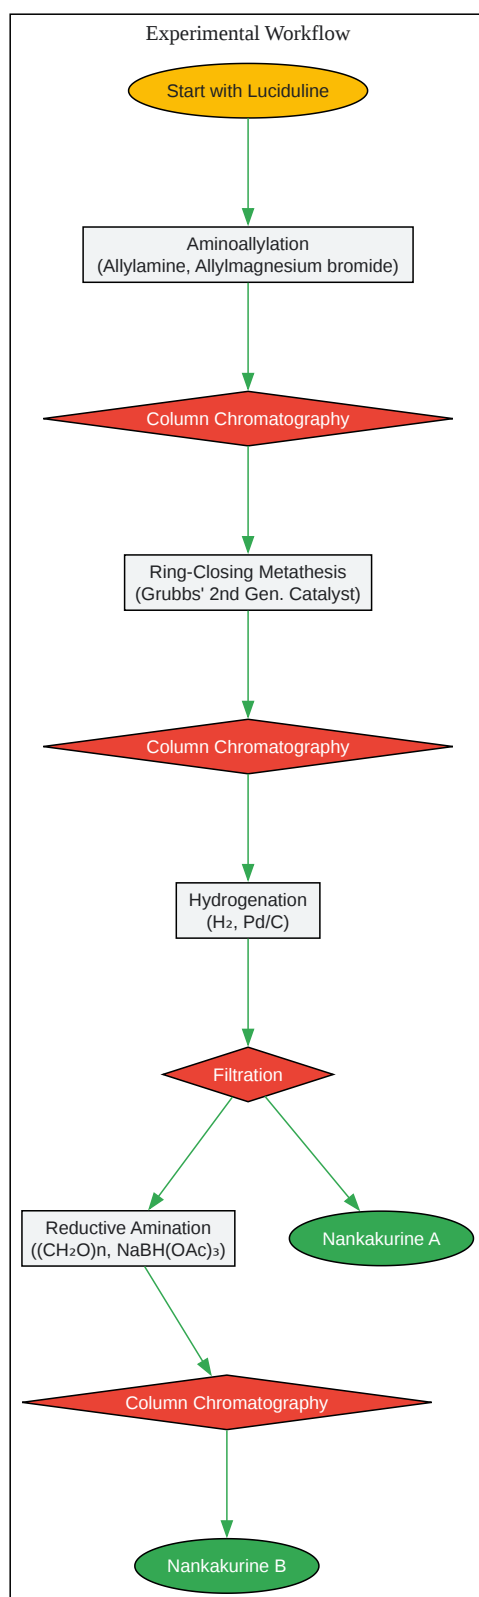 Experimental Workflow
Start with Luciduline
Aminoallylation
(Allylamine, Allylmagnesium bromide)
Column Chromatography
Ring-Closing Metathesis
(Grubbs' 2nd Gen. Catalyst)
Column Chromatography
Hydrogenation
(H₂, Pd/C)
Filtration
Reductive Amination
((CH₂O)n, NaBH(OAc)₃)
Nankakurine A
Column Chromatography
Nankakurine B